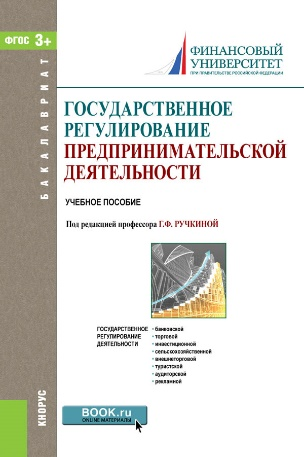 ФГОС 3+
БАКАЛАВРИАТ
ФИНАНСОВЫЙ
УНИВЕРСИТЕТ
ПРИ ПРАВИТЕЛЬСТВЕ РОССИЙСКОЙ ФЕДЕРАЦИИ
ГОСУДАРСТВЕННОЕ
РЕГУЛИРОВАНИЕ
ПРЕДПРИНИМАТЕЛЬСКОЙ
ДЕЯТЕЛЬНОСТИ
УЧЕБНОЕ ПОСОБИЕ
Под редакцией профессора Г.Ф. РУЧКИНОЙ
ГОСУДАРСТВЕННОЕ
РЕГУЛИРОВАНИЕ
ДЕЯТЕЛЬНОСТИ
• банковской
• торговой
• инвестиционной
• сельскохозяйственной
• внешнеторговой
• туристской
• аудиторской
• рекламной
КНОРУС
BOOK.ru
ONLINE МАТЕРИАЛЫ